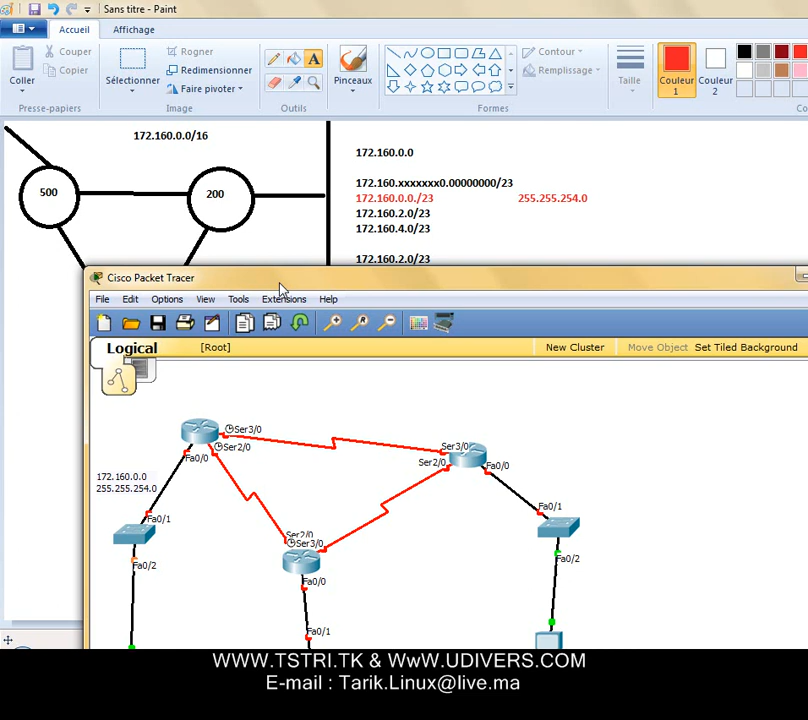 Sans titre - Paint
Accueil
Affichage
Coller
Couper
Copier
Presse-papiers
Sélectionner
Rogner
Redimensionner
Faire pivoter
Image
A
Outils
Pinceaux
Formes
Contour
Remplissage
Taille
Couleur 1
Couleur 2
Co
172.160.0.0/16
500
200
172.160.0.0
172.160.xxxxxxx0.00000000/23
172.160.0.0./23 255.255.254.0
172.160.2.0/23
172.160.4.0/23
172.160.2.0/23
Cisco Packet Tracer
File Edit Options View Tools Extensions Help
Logical [Root] New Cluster Move Object Set Tiled Background
Ser3/0
Ser2/0
Fa0/0
Ser3/0
Ser2/0
Fa0/0
172.160.0.0
255.255.254.0
Fa0/1
Fa0/2
Fa0/1
Fa0/2
Ser2/0
Ser3/0
Fa0/0
Fa0/1
WWW.TSTRI.TK & WwW.UDIVERS.COM
E-mail : Tarik.Linux@live.ma